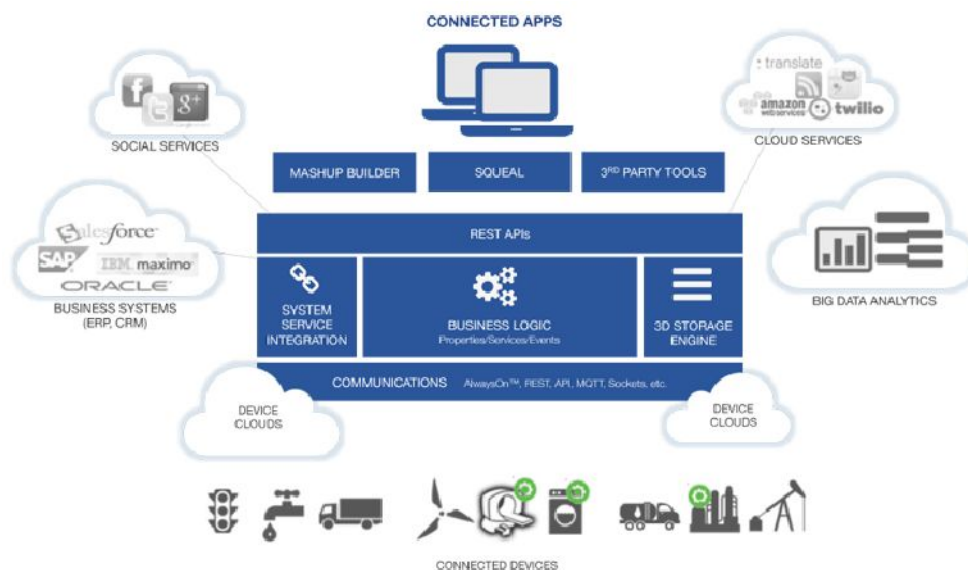 CONNECTED APPS
f
t
g+
SOCIAL SERVICES
translate
amazon
webservices
twilio
CLOUD SERVICES
MASHUP BUILDER
SQUEAL
3RD PARTY TOOLS
REST APIs
salesforce
SAP
IBM maximo
ORACLE
BUSINESS SYSTEMS
(ERP, CRM)
SYSTEM
SERVICE
INTEGRATION
BUSINESS LOGIC
Properties/Services/Events
3D STORAGE
ENGINE
BIG DATA ANALYTICS
COMMUNICATIONS AlwaysOn™, REST, API, MQTT, Sockets, etc.
DEVICE
CLOUDS
DEVICE
CLOUDS
CONNECTED DEVICES